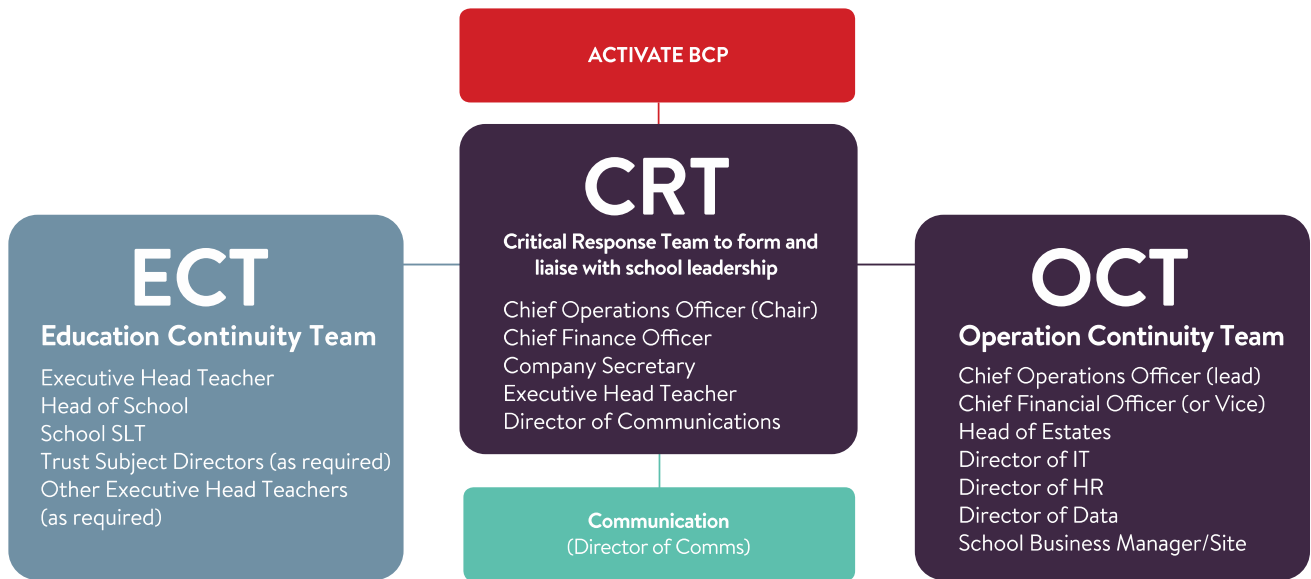 ACTIVATE BCP
CRT
Critical Response Team to form and
liaise with school leadership
Chief Operations Officer (Chair)
Chief Finance Officer
Company Secretary
Executive Head Teacher
Director of Communications
ECT
Education Continuity Team
Executive Head Teacher
Head of School
School SLT
Trust Subject Directors (as required)
Other Executive Head Teachers
(as required)
OCT
Operation Continuity Team
Chief Operations Officer (lead)
Chief Financial Officer (or Vice)
Head of Estates
Director of IT
Director of HR
Director of Data
School Business Manager/Site
Communication
(Director of Comms)